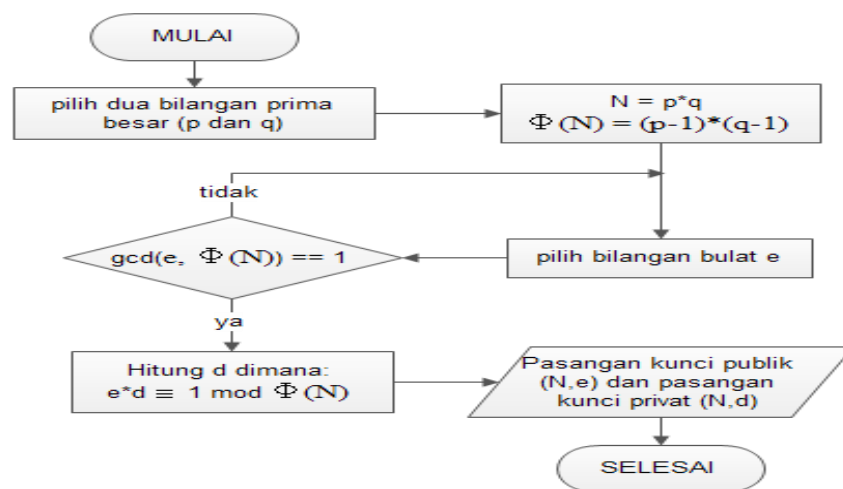 MULAI
pilih dua bilangan prima
besar (p dan q)
N = p*q
Φ(N) = (p-1)*(q-1)
tidak
pilih bilangan bulat e
gcd(e, Φ(N)) == 1
ya
Hitung d dimana:
e*d ≡ 1 mod Φ(N)
Pasangan kunci publik
(N,e) dan pasangan
kunci privat (N,d)
SELESAI